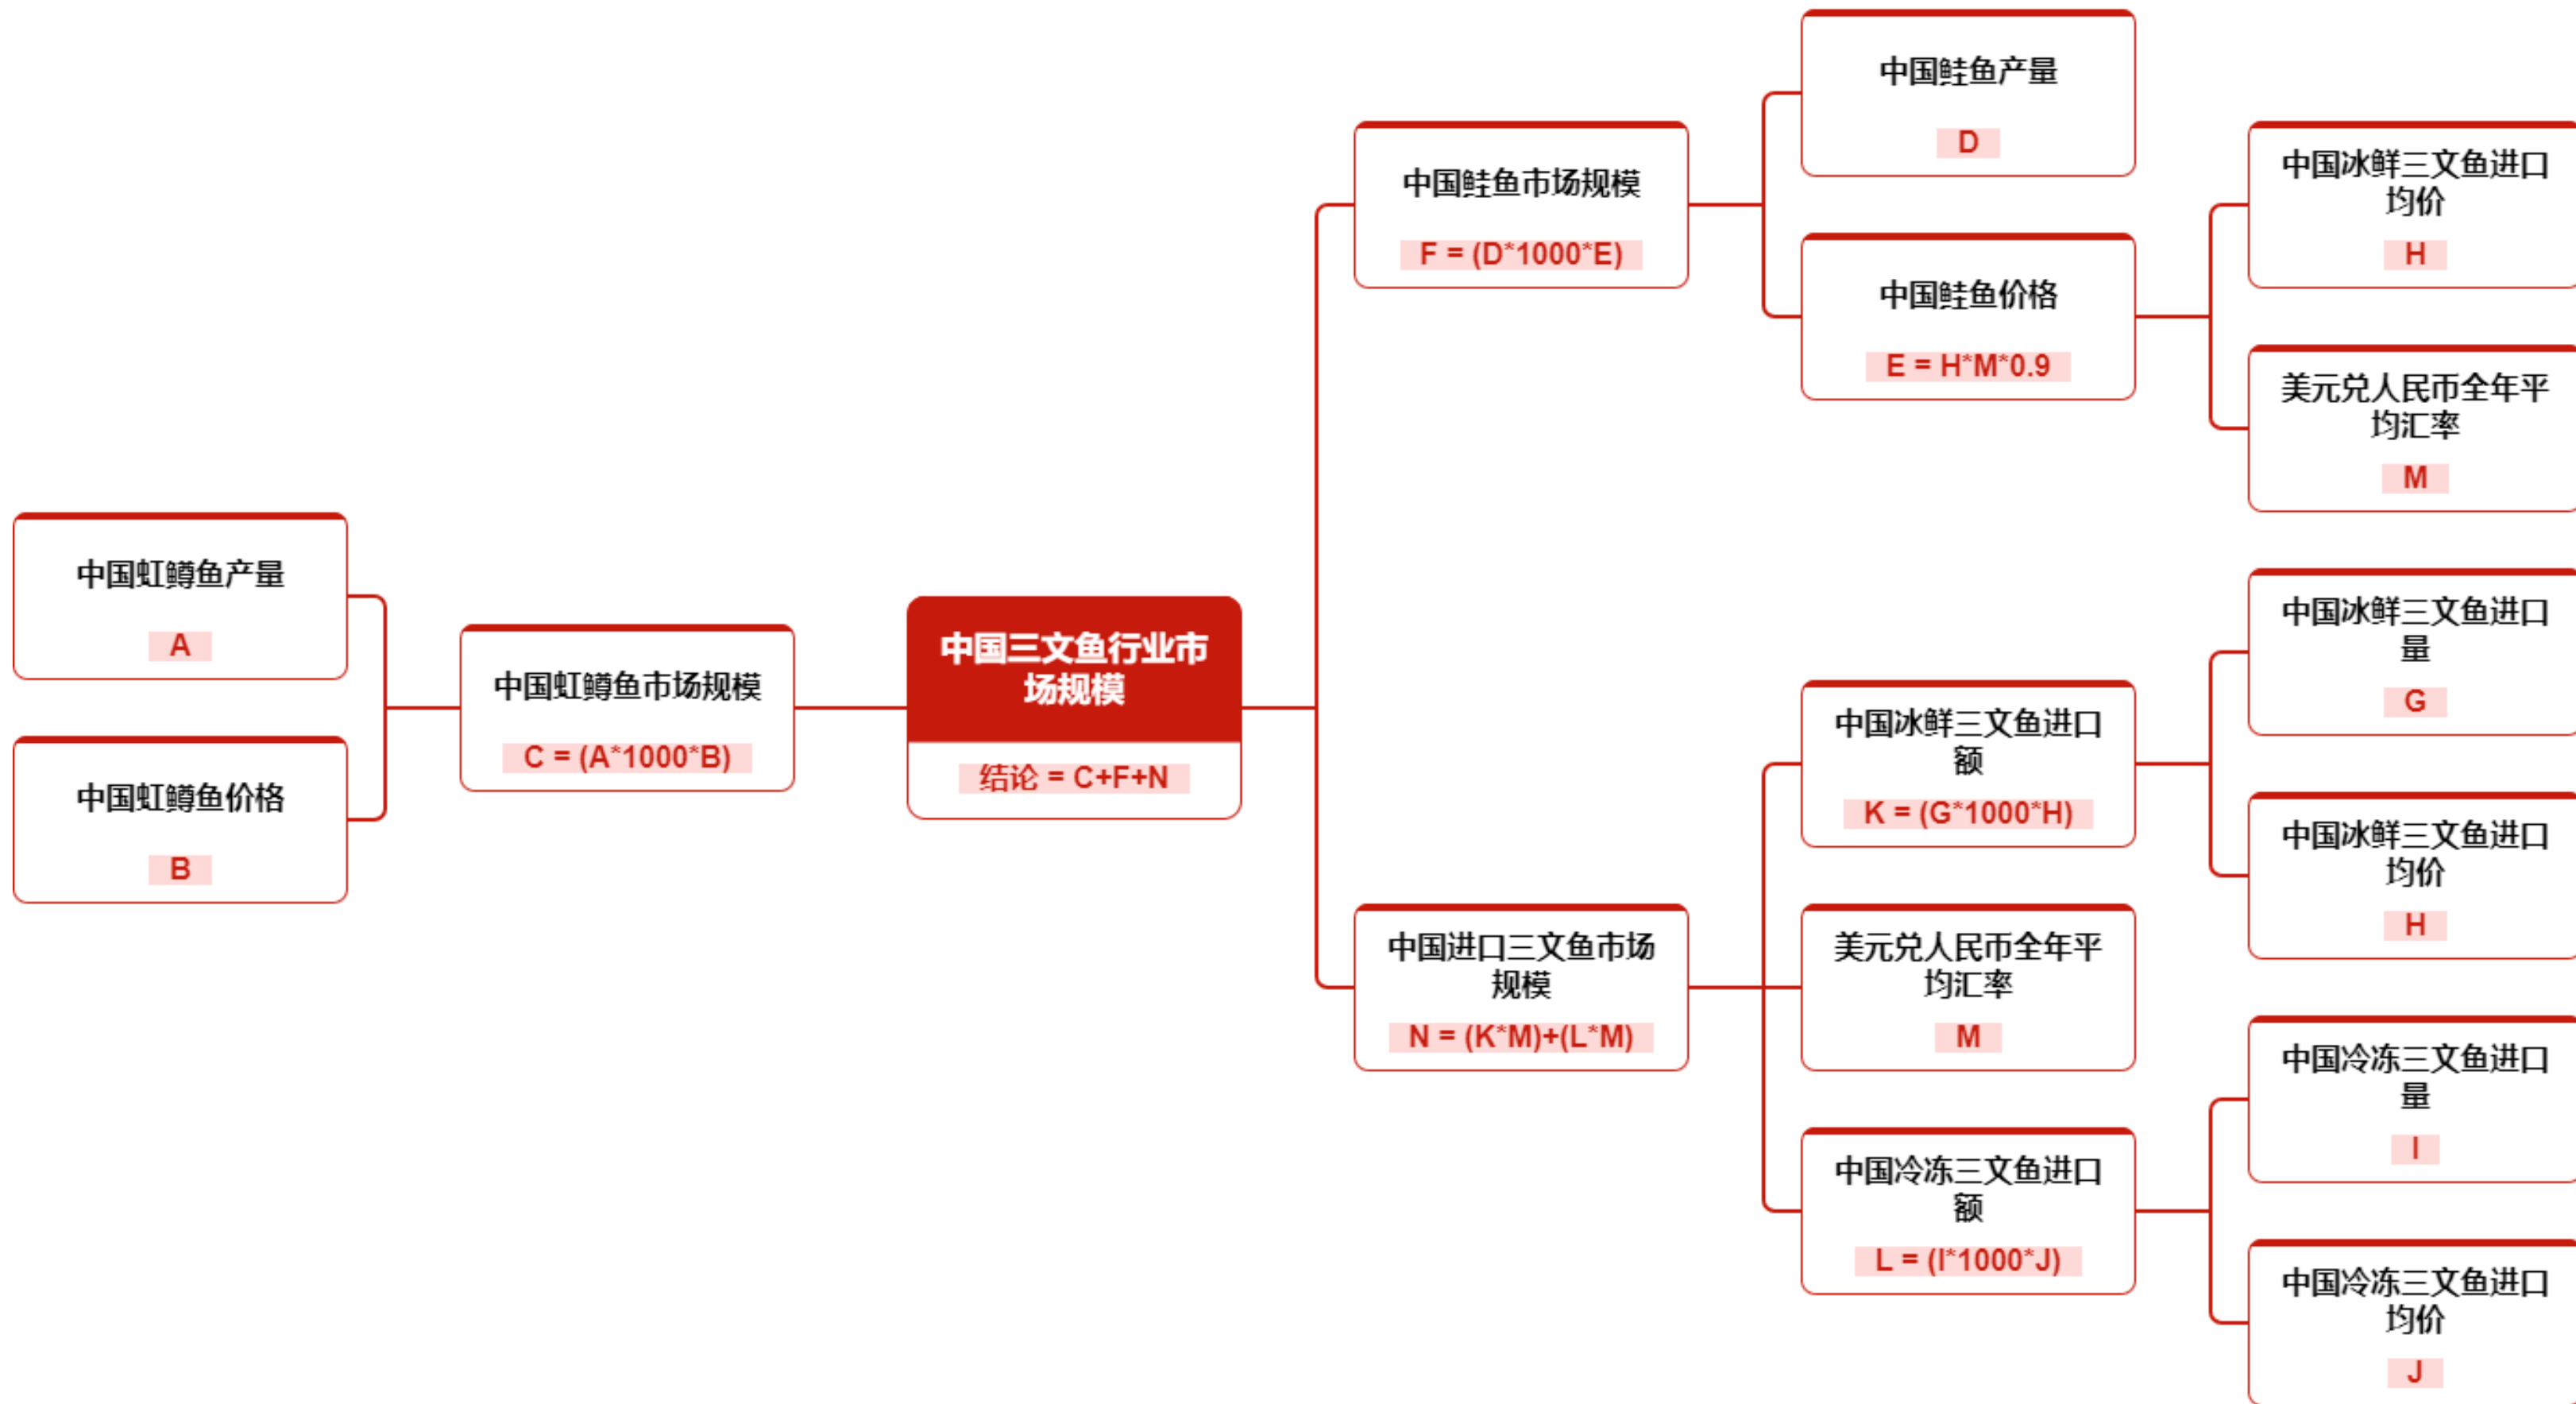 中国虹鳟鱼产量
A
中国虹鳟鱼价格
B
中国虹鳟鱼市场规模
C = (A*1000*B)
中国三文鱼行业市
场规模
结论 = C+F+N
中国鲑鱼市场规模
F = (D*1000*E)
中国鲑鱼产量
D
中国鲑鱼价格
E = H*M*0.9
中国冰鲜三文鱼进口
均价
H
美元兑人民币全年平
均汇率
M
中国进口三文鱼市场
规模
N = (K*M)+(L*M)
中国冰鲜三文鱼进口
额
K = (G*1000*H)
中国冰鲜三文鱼进口
量
G
中国冰鲜三文鱼进口
均价
H
美元兑人民币全年平
均汇率
M
中国冷冻三文鱼进口
额
L = (I*1000*J)
中国冷冻三文鱼进口
量
I
中国冷冻三文鱼进口
均价
J